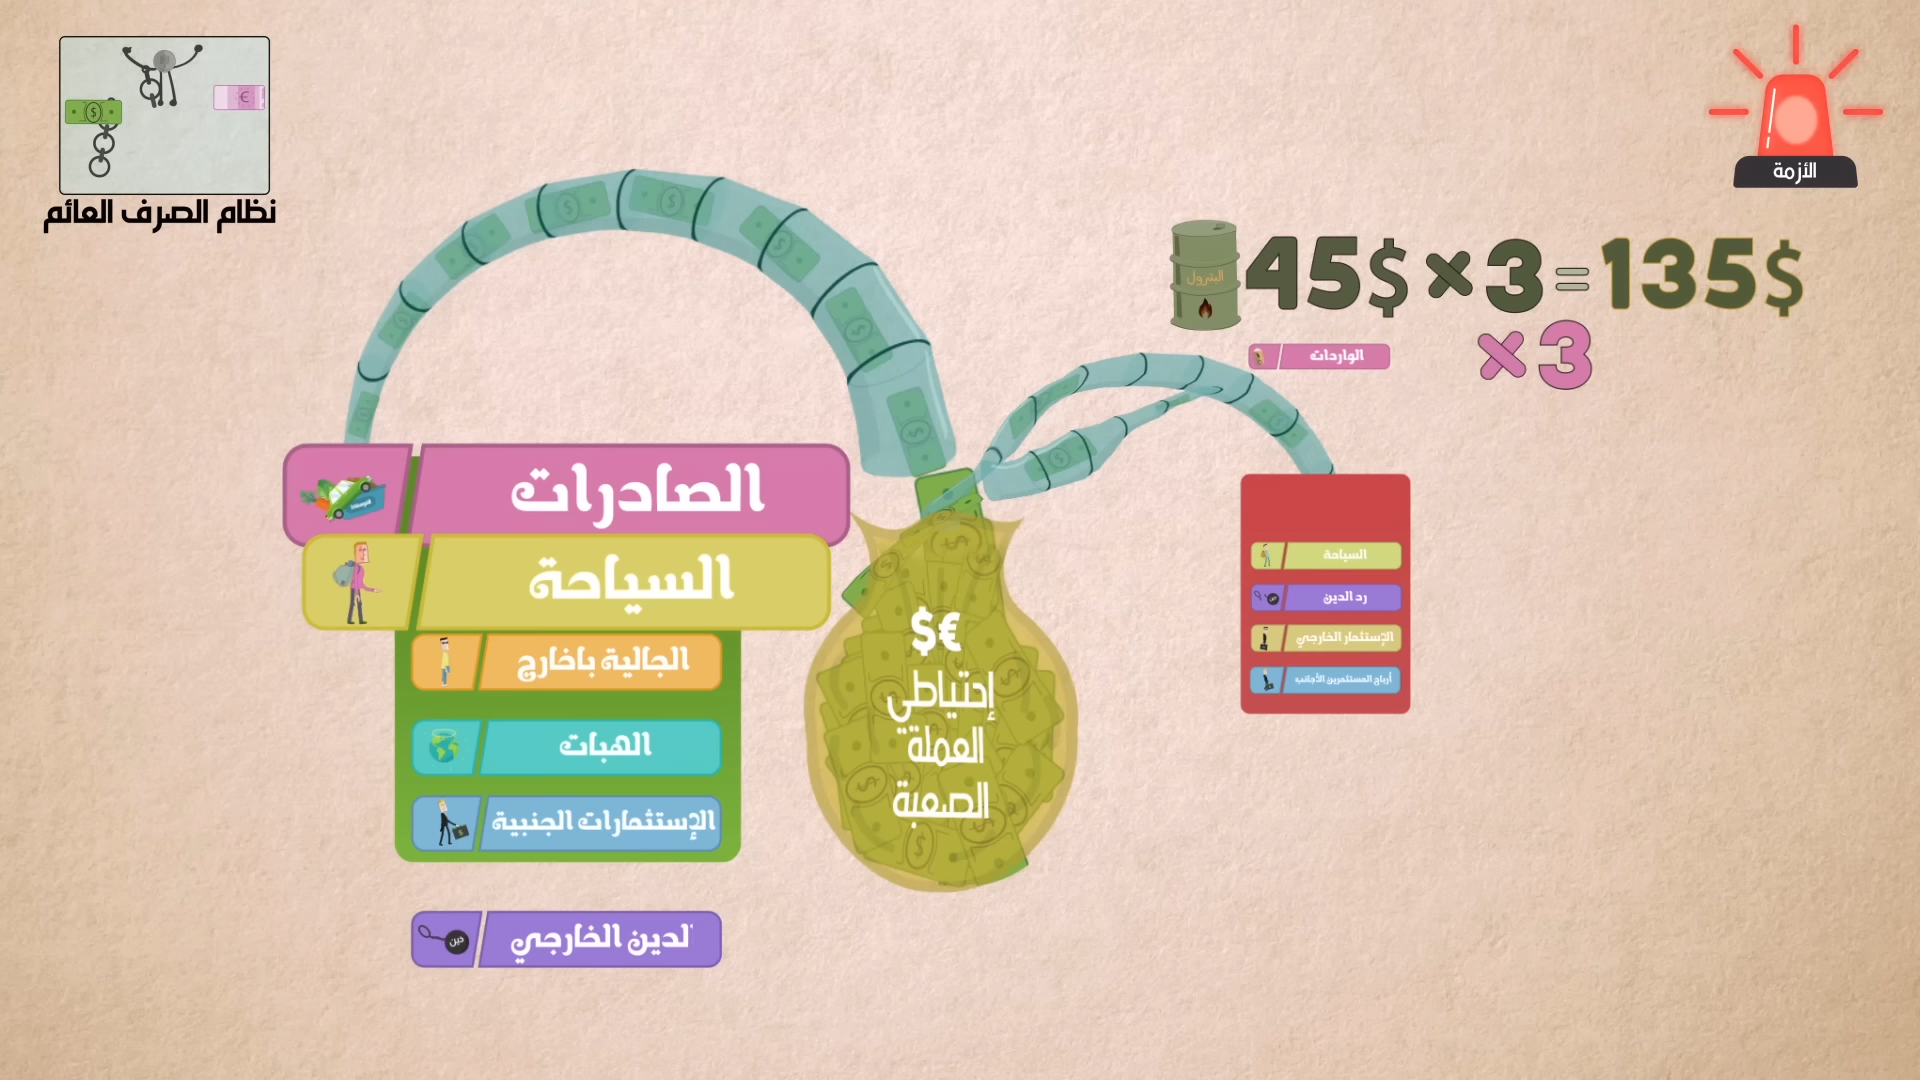 الأزمة
نظام الصرف العائم
البترول
45$ ×3=135$
×3
الواردات
الصادرات
السياحة
الجالية باخارج
الهبات
الإستثمارات الجنبية
دين
لدين الخارجي
$€
إحتياطي
العملة
الصعبة
السياحة
رد الدين
الإستثمار الخارجي
أرباح المستثمرين الأجانب